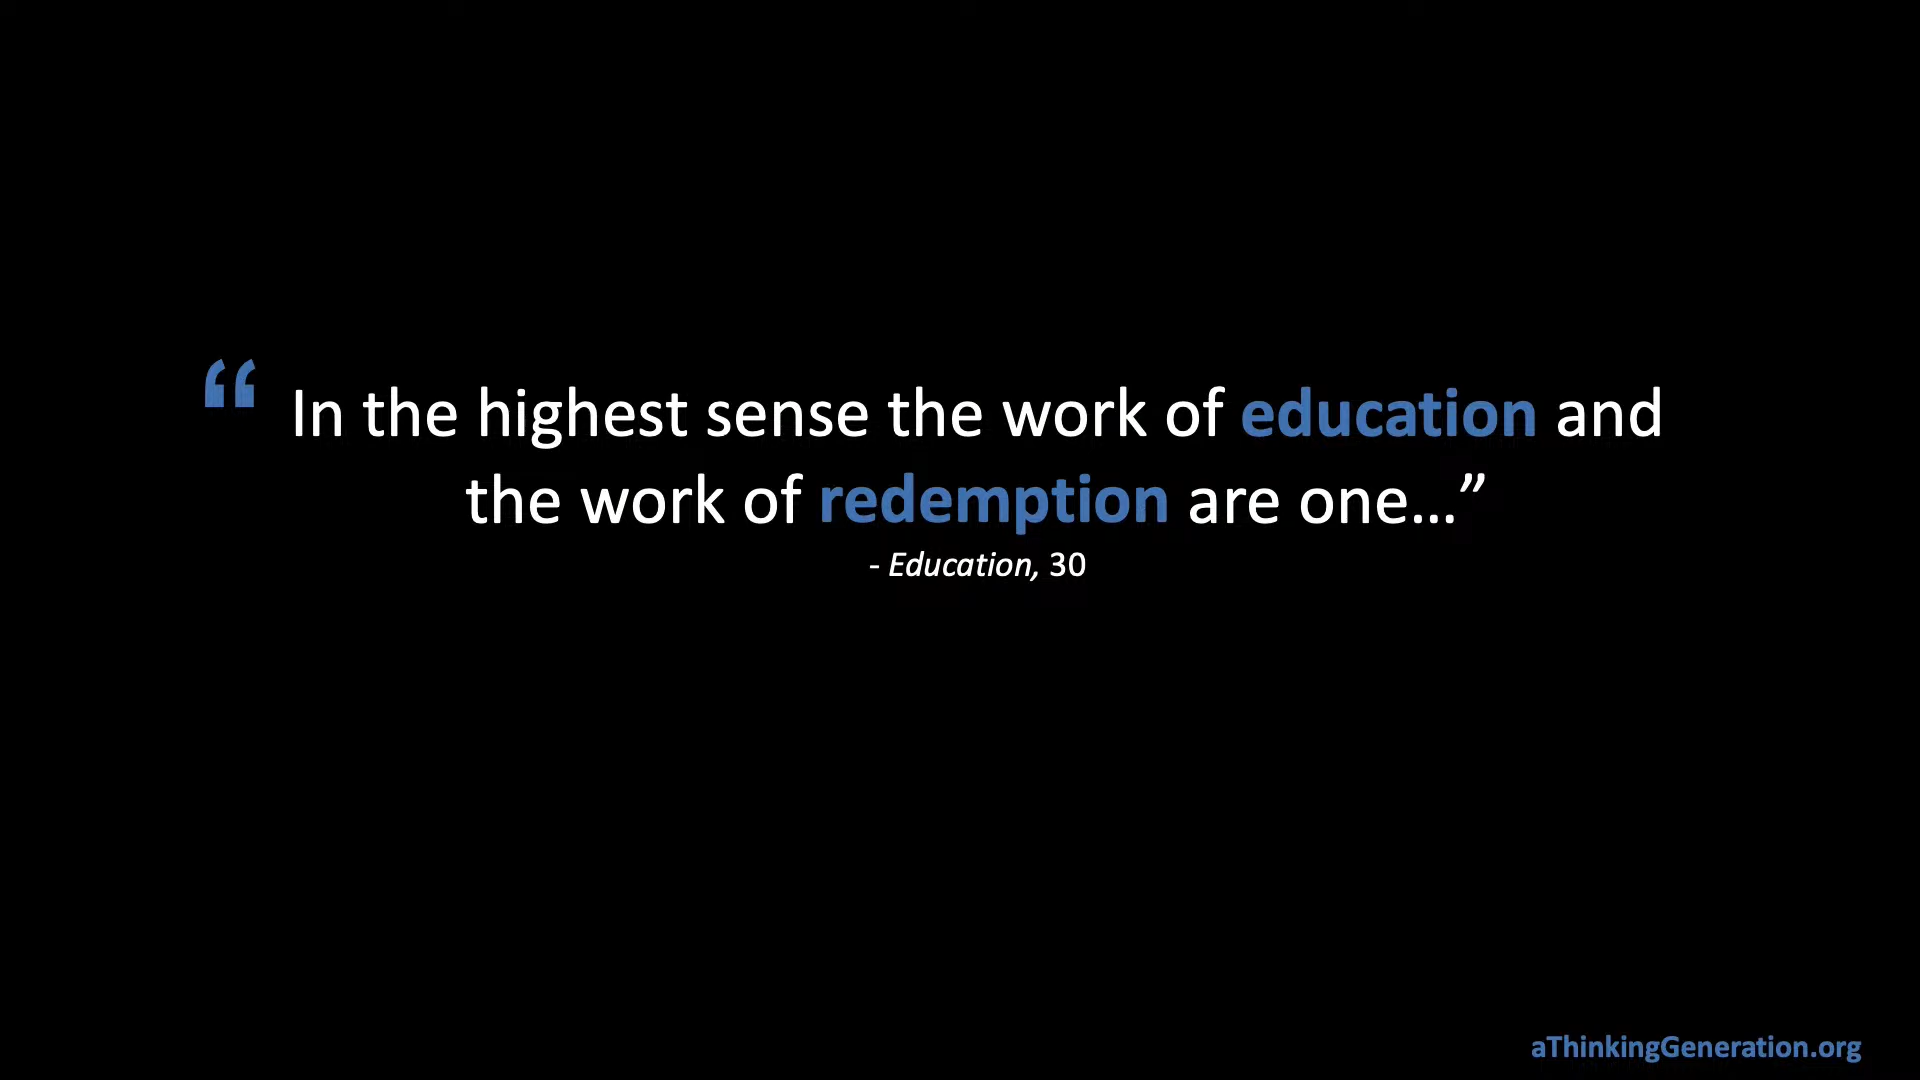 “ In the highest sense the work of education and
the work of redemption are one...”
- Education, 30
aThinkingGeneration.org